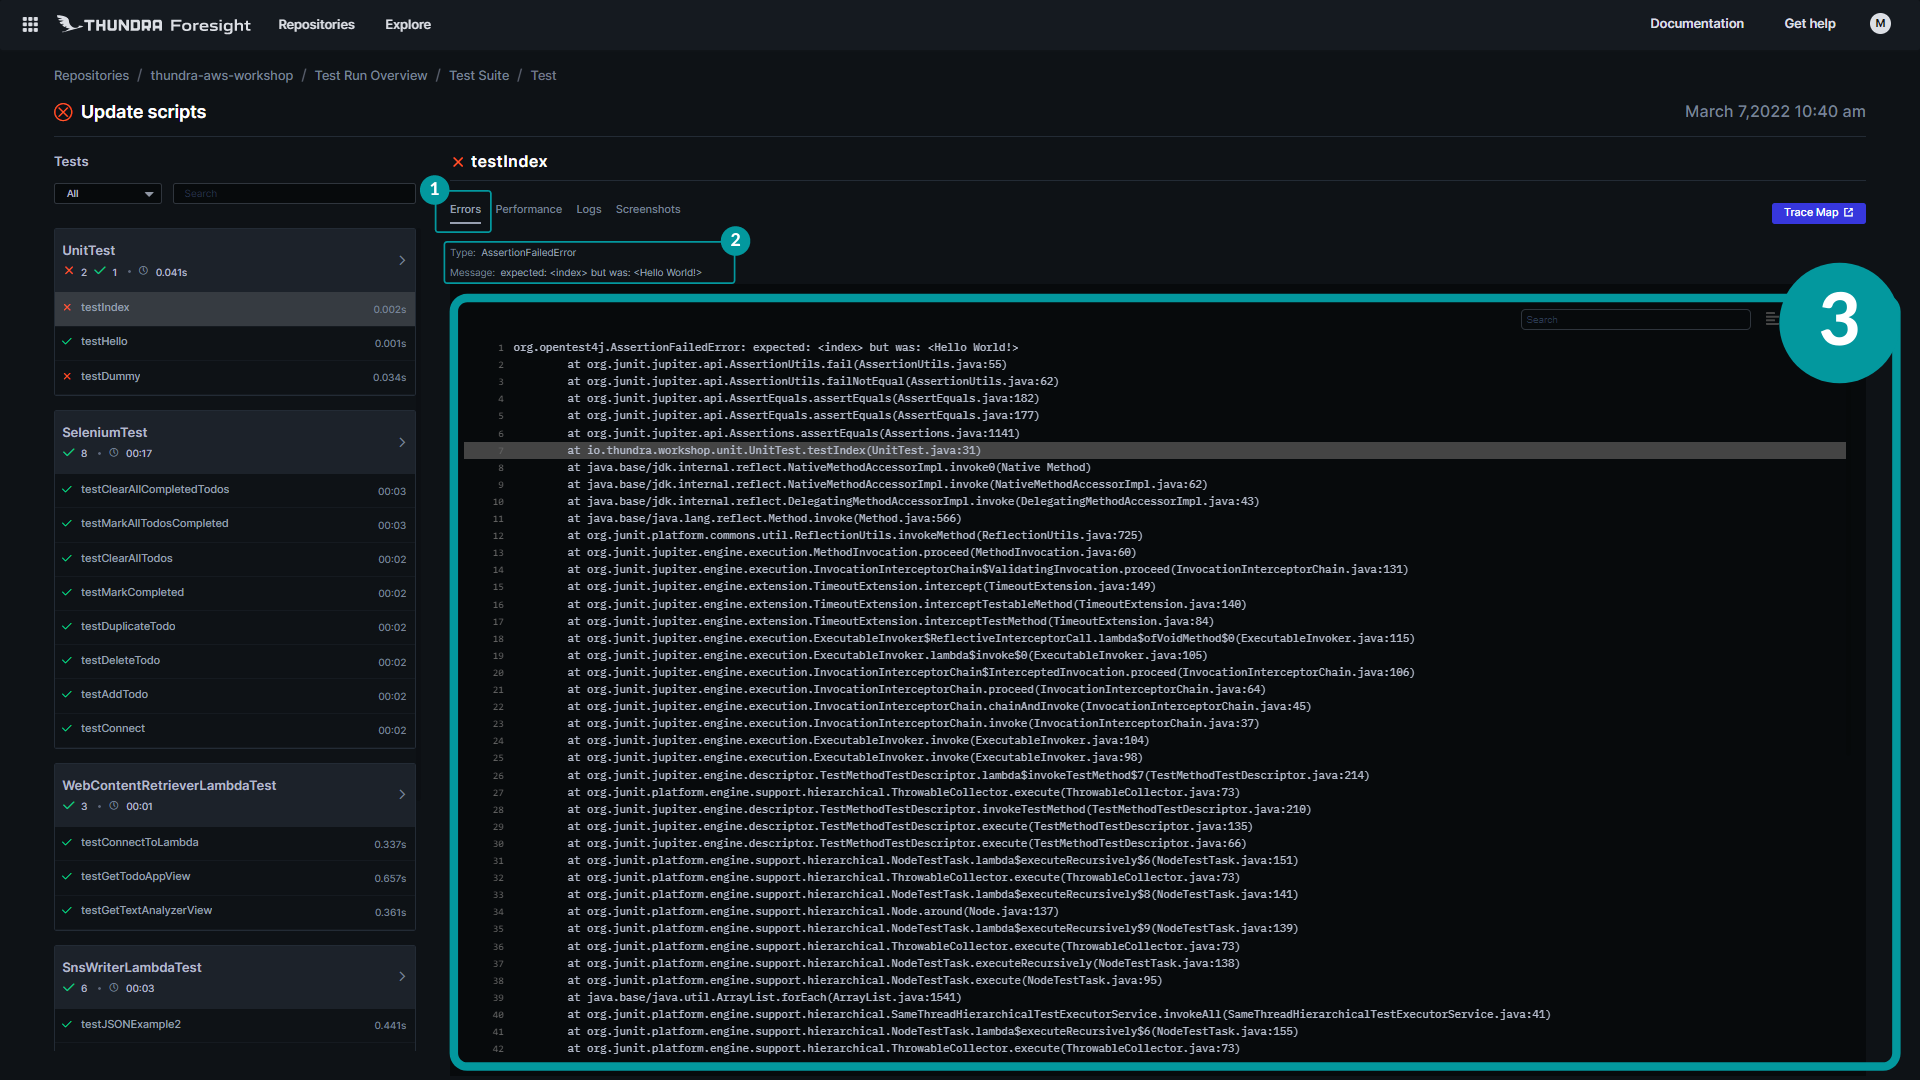 THUNDRA Foresight
Repositories
Explore
Documentation
Get help
M
Repositories / thundra-aws-workshop / Test Run Overview / Test Suite / Test
Update scripts
March 7,2022 10:40 am
Tests
All
Search
UnitTest
2 1 • 0.041s
testIndex 0.002s
testHello 0.001s
testDummy 0.034s
SeleniumTest
8 • 00:17
testClearAllCompletedTodos 00:03
testMarkAllTodosCompleted 00:03
testClearAllTodos 00:02
testMarkCompleted 00:02
testDuplicateTodo 00:02
testDeleteTodo 00:02
testAddTodo 00:02
testConnect 00:02
WebContentRetrieverLambdaTest
3 • 00:01
testConnectToLambda 0.337s
testGetTodoAppView 0.657s
testGetTextAnalyzerView 0.361s
SnsWriterLambdaTest
6 • 00:03
testJSONExample2 0.441s
testIndex
1
Errors Performance Logs Screenshots
Trace Map
2
Type: AssertionFailedError
Message: expected: <index> but was: <Hello World!>
3
Search
1 org.opentest4j.AssertionFailedError: expected: <index> but was: <Hello World!>
2 at org.junit.jupiter.api.AssertionUtils.fail(AssertionUtils.java:55)
3 at org.junit.jupiter.api.AssertionUtils.failNotEqual(AssertionUtils.java:62)
4 at org.junit.jupiter.api.AssertEquals.assertEquals(AssertEquals.java:182)
5 at org.junit.jupiter.api.AssertEquals.assertEquals(AssertEquals.java:177)
6 at org.junit.jupiter.api.Assertions.assertEquals(Assertions.java:1141)
7 at io.thundra.workshop.unit.UnitTest.testIndex(UnitTest.java:31)
8 at java.base/jdk.internal.reflect.NativeMethodAccessorImpl.invoke0(Native Method)
9 at java.base/jdk.internal.reflect.NativeMethodAccessorImpl.invoke(NativeMethodAccessorImpl.java:62)
10 at java.base/jdk.internal.reflect.DelegatingMethodAccessorImpl.invoke(DelegatingMethodAccessorImpl.java:43)
11 at java.base/java.lang.reflect.Method.invoke(Method.java:566)
12 at org.junit.platform.commons.util.ReflectionUtils.invokeMethod(ReflectionUtils.java:725)
13 at org.junit.jupiter.engine.execution.MethodInvocation.proceed(MethodInvocation.java:60)
14 at org.junit.jupiter.engine.execution.InvocationInterceptorChain$ValidatingInvocation.proceed(InvocationInterceptorChain.java:131)
15 at org.junit.jupiter.engine.extension.TimeoutExtension.intercept(TimeoutExtension.java:149)
16 at org.junit.jupiter.engine.extension.TimeoutExtension.interceptTestableMethod(TimeoutExtension.java:140)
17 at org.junit.jupiter.engine.extension.TimeoutExtension.interceptTestMethod(TimeoutExtension.java:84)
18 at org.junit.jupiter.engine.execution.ExecutableInvoker$ReflectiveInterceptorCall.lambda$ofVoidMethod$0(ExecutableInvoker.java:115)
19 at org.junit.jupiter.engine.execution.ExecutableInvoker.lambda$invoke$0(ExecutableInvoker.java:105)
20 at org.junit.jupiter.engine.execution.InvocationInterceptorChain$InterceptedInvocation.proceed(InvocationInterceptorChain.java:106)
21 at org.junit.jupiter.engine.execution.InvocationInterceptorChain.proceed(InvocationInterceptorChain.java:64)
22 at org.junit.jupiter.engine.execution.InvocationInterceptorChain.chainAndInvoke(InvocationInterceptorChain.java:45)
23 at org.junit.jupiter.engine.execution.InvocationInterceptorChain.invoke(InvocationInterceptorChain.java:37)
24 at org.junit.jupiter.engine.execution.ExecutableInvoker.invoke(ExecutableInvoker.java:104)
25 at org.junit.jupiter.engine.execution.ExecutableInvoker.invoke(ExecutableInvoker.java:98)
26 at org.junit.jupiter.engine.descriptor.TestMethodTestDescriptor.lambda$invokeTestMethod$7(TestMethodTestDescriptor.java:214)
27 at org.junit.platform.engine.support.hierarchical.ThrowableCollector.execute(ThrowableCollector.java:73)
28 at org.junit.jupiter.engine.descriptor.TestMethodTestDescriptor.invokeTestMethod(TestMethodTestDescriptor.java:210)
29 at org.junit.jupiter.engine.descriptor.TestMethodTestDescriptor.execute(TestMethodTestDescriptor.java:135)
30 at org.junit.jupiter.engine.descriptor.TestMethodTestDescriptor.execute(TestMethodTestDescriptor.java:66)
31 at org.junit.platform.engine.support.hierarchical.NodeTestTask.lambda$executeRecursively$6(NodeTestTask.java:151)
32 at org.junit.platform.engine.support.hierarchical.ThrowableCollector.execute(ThrowableCollector.java:73)
33 at org.junit.platform.engine.support.hierarchical.NodeTestTask.lambda$executeRecursively$8(NodeTestTask.java:141)
34 at org.junit.platform.engine.support.hierarchical.Node.around(Node.java:137)
35 at org.junit.platform.engine.support.hierarchical.NodeTestTask.lambda$executeRecursively$9(NodeTestTask.java:139)
36 at org.junit.platform.engine.support.hierarchical.ThrowableCollector.execute(ThrowableCollector.java:73)
37 at org.junit.platform.engine.support.hierarchical.NodeTestTask.executeRecursively(NodeTestTask.java:138)
38 at org.junit.platform.engine.support.hierarchical.NodeTestTask.execute(NodeTestTask.java:95)
39 at java.base/java.util.ArrayList.forEach(ArrayList.java:1541)
40 at org.junit.platform.engine.support.hierarchical.SameThreadHierarchicalTestExecutorService.invokeAll(SameThreadHierarchicalTestExecutorService.java:41)
41 at org.junit.platform.engine.support.hierarchical.NodeTestTask.lambda$executeRecursively$6(NodeTestTask.java:155)
42 at org.junit.platform.engine.support.hierarchical.ThrowableCollector.execute(ThrowableCollector.java:73)